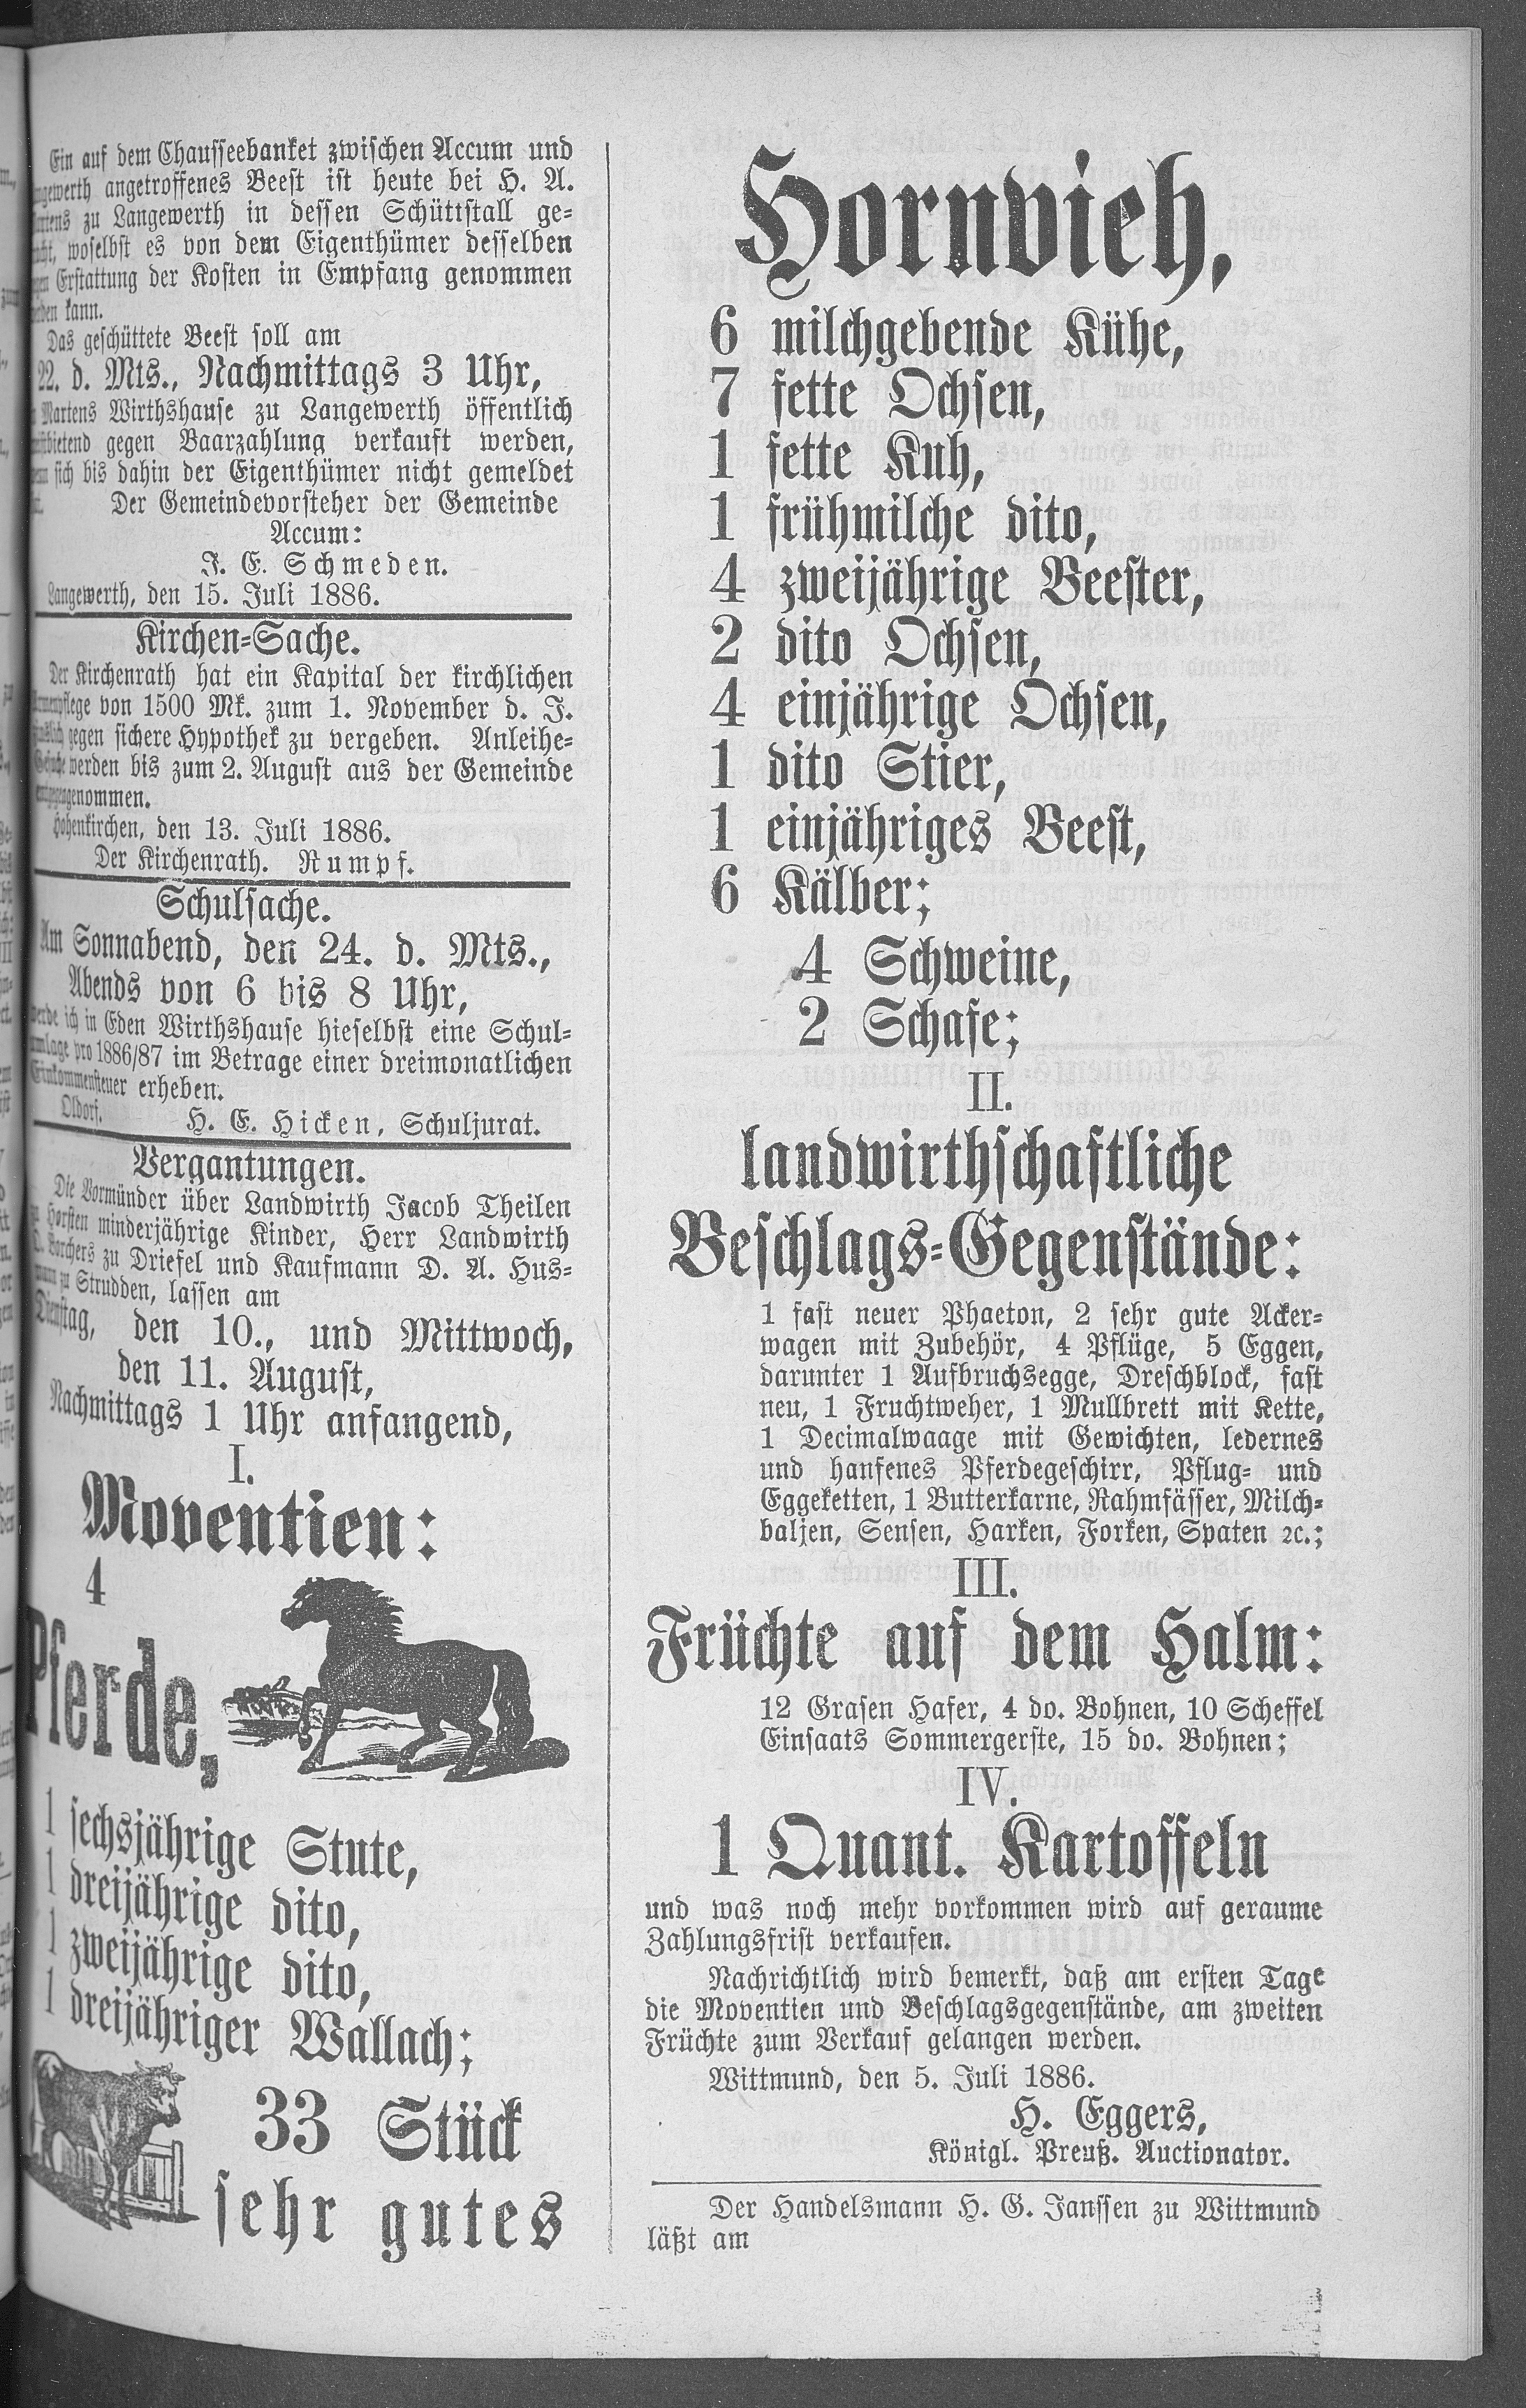 Ein auf dem Chausseebanket zwischen Accum und
angetroffenes Beest ist heute bei H. A.
zu Langewerth in dessen Schüttstall ge-
woselbst es von dem Eigenthümer desselben
Erstattung der Kosten in Empfang genommen
kann.
Das geschüttete Beest soll am
22. d. Mts., Nachmittags 3 Uhr,
Martens Wirthshause zu Langewerth öffentlich
gegen Baarzahlung verkauft werden,
sich bis dahin der Eigenthümer nicht gemeldet
Der Gemeindevorsteher der Gemeinde
Accum:
J. E. Schmeden.
Langewerth, den 15. Juli 1886.
Kirchen-Sache.
Der Kirchenrath hat ein Kapital der kirchlichen
von 1500 Mk. zum 1. November d. J.
gegen sichere Hypothek zu vergeben. Anleihe-
werden bis zum 2. August aus der Gemeinde
Hohenkirchen, den 13. Juli 1886.
Der Kirchenrath. Rumpf.
Schulsache.
Am Sonnabend, den 24. d. Mts.,
Abends von 6 bis 8 Uhr,
werde ich in Eden Wirthshause hieselbst eine Schul-
umlage pro 1886/87 im Betrage einer dreimonatlichen
Einkommensteuer erheben.
Oldorf. H. E. Hicken, Schuljurat.
Vergantungen.
Die Vormünder über Landwirth Jacob Theilen
Horsten minderjährige Kinder, Herr Landwirth
Borchers zu Driefel und Kaufmann D. A. Hus-
zu Strudden, lassen am
Dienstag, den 10., und Mittwoch,
den 11. August,
Nachmittags 1 Uhr anfangend,
I.
Moventien:
4
Pferde,
1 sechsjährige Stute,
1 dreijährige dito,
1 zweijährige dito,
1 dreijähriger Wallach;
33 Stück
sehr gutes
Hornvieh,
6 milchgebende Kühe,
7 fette Ochsen,
1 fette Kuh,
1 frühmilche dito,
4 zweijährige Beester,
2 dito Ochsen,
4 einjährige Ochsen,
1 dito Stier,
1 einjähriges Beest,
6 Kälber;
4 Schweine,
2 Schafe;
II.
landwirthschaftliche
Beschlags-Gegenstände:
1 fast neuer Phaeton, 2 sehr gute Acker-
wagen mit Zubehör, 4 Pflüge, 5 Eggen,
darunter 1 Aufbruchsegge, Dreschblock, fast
neu, 1 Fruchtweher, 1 Mullbrett mit Kette,
1 Decimalwaage mit Gewichten, ledernes
und hanfenes Pferdegeschirr, Pflug- und
Eggeketten, 1 Butterkarne, Rahmfässer, Milch-
baljen, Sensen, Harken, Forken, Spaten ꝛc.;
III.
Früchte auf dem Halm:
12 Grasen Hafer, 4 do. Bohnen, 10 Scheffel
Einsaats Sommergerste, 15 do. Bohnen;
IV.
1 Quant. Kartoffeln
und was noch mehr vorkommen wird auf geraume
Zahlungsfrist verkaufen.
Nachrichtlich wird bemerkt, daß am ersten Tage
die Moventien und Beschlagsgegenstände, am zweiten
Früchte zum Verkauf gelangen werden.
Wittmund, den 5. Juli 1886.
H. Eggers,
Königl. Preuß. Auctionator.
Der Handelsmann H. G. Janssen zu Wittmund
läßt am